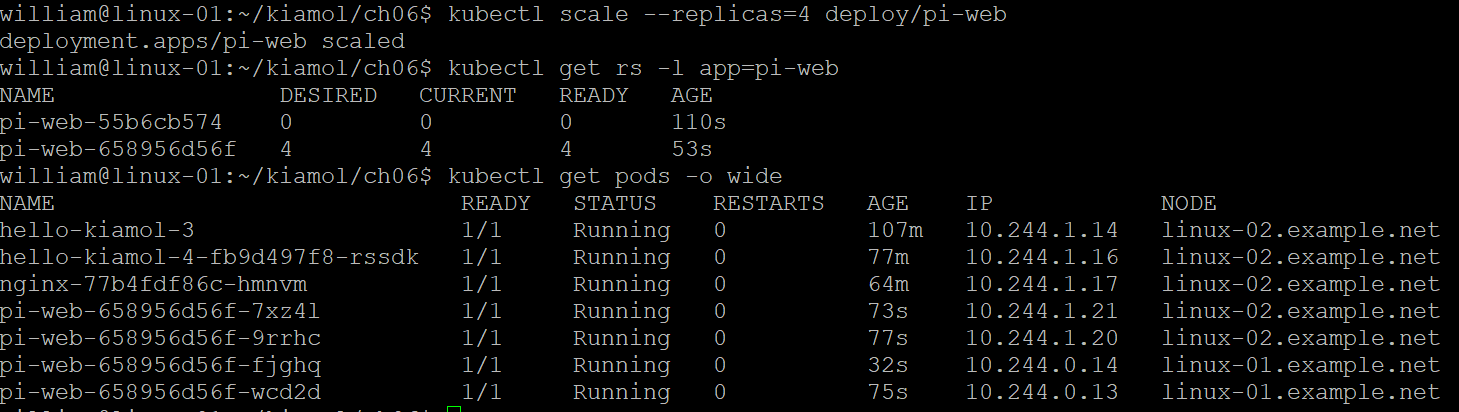 william@linux-01:~/kiamol/ch06$ kubectl scale --replicas=4 deploy/pi-web
deployment.apps/pi-web scaled
william@linux-01:~/kiamol/ch06$ kubectl get rs -l app=pi-web
NAME DESIRED CURRENT READY AGE
pi-web-55b6cb574 0 0 0 110s
pi-web-658956d56f 4 4 4 53s
william@linux-01:~/kiamol/ch06$ kubectl get pods -o wide
NAME READY STATUS RESTARTS AGE IP NODE
hello-kiamol-3 1/1 Running 0 107m 10.244.1.14 linux-02.example.net
hello-kiamol-4-fb9d497f8-rssdk 1/1 Running 0 77m 10.244.1.16 linux-02.example.net
nginx-77b4fdf86c-hmnvm 1/1 Running 0 64m 10.244.1.17 linux-02.example.net
pi-web-658956d56f-7xz4l 1/1 Running 0 73s 10.244.1.21 linux-02.example.net
pi-web-658956d56f-9rrhc 1/1 Running 0 77s 10.244.1.20 linux-02.example.net
pi-web-658956d56f-fjghq 1/1 Running 0 32s 10.244.0.14 linux-01.example.net
pi-web-658956d56f-wcd2d 1/1 Running 0 75s 10.244.0.13 linux-01.example.net